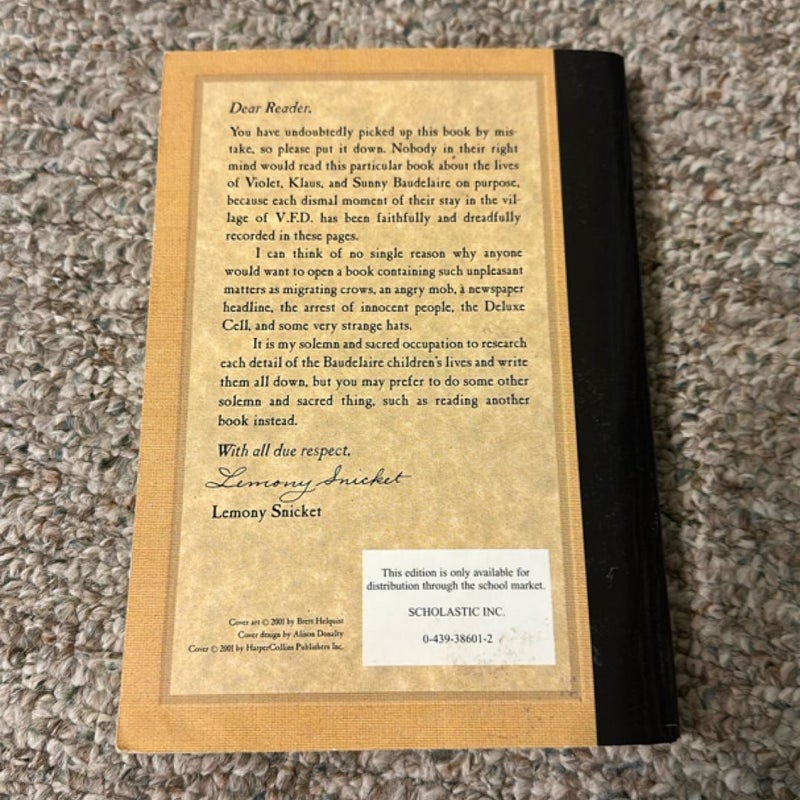 Dear Reader,
You have undoubtedly picked up this book by mis-
take, so please put it down. Nobody in their right
mind would read this particular book about the lives
of Violet, Klaus, and Sunny Baudelaire on purpose,
because each dismal moment of their stay in the vil-
lage of V.F.D. has been faithfully and dreadfully
recorded in these pages.
I can think of no single reason why anyone
would want to open a book containing such unpleasant
matters as migrating crows, an angry mob, a newspaper
headline, the arrest of innocent people, the Deluxe
Cell, and some very strange hats.
It is my solemn and sacred occupation to research
each detail of the Baudelaire children's lives and write
them all down, but you may prefer to do some other
solemn and sacred thing, such as reading another
book instead.
With all due respect,
Lemony Snicket
Lemony Snicket
This edition is only available for
distribution through the school market.
SCHOLASTIC INC.
0-439-38601-2
Cover art © 2001 by Brett Helquist
Cover design by Alison Donalty
Cover © 2001 by HarperCollins Publishers Inc.